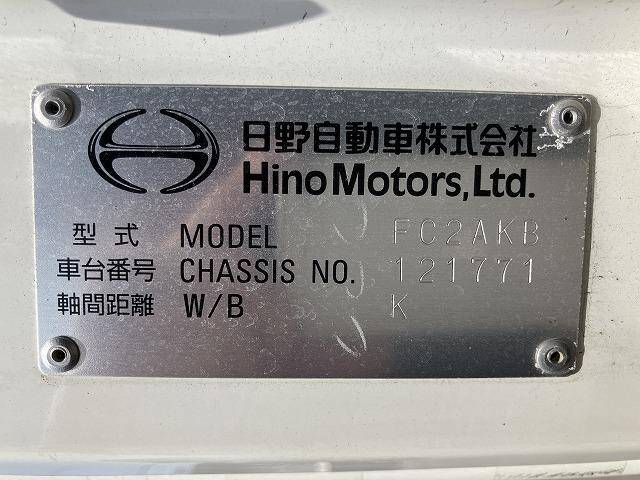 日野自動車株式会社
Hino Motors, Ltd.
型式 MODEL FC2AKB
車台番号 CHASSIS NO. 121771
軸間距離 W/B K